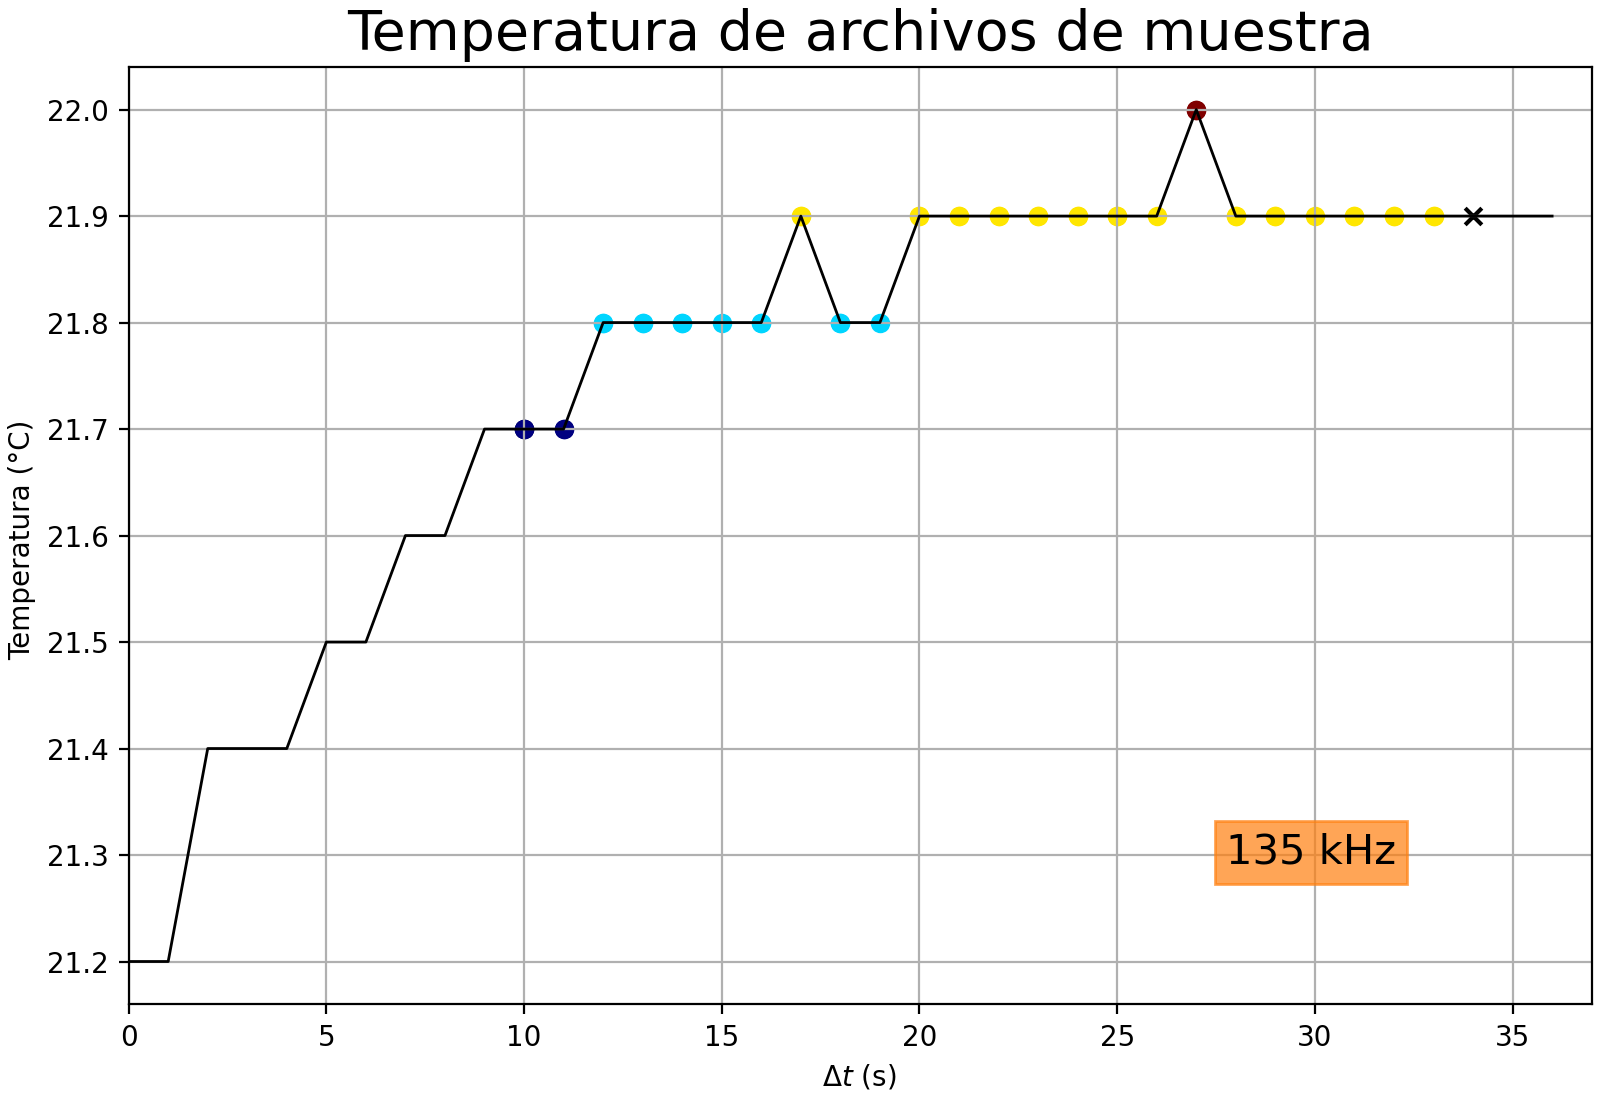 Temperatura de archivos de muestra
22.0
21.9
21.8
21.7
21.6
21.5
21.4
21.3
21.2
Temperatura (°C)
135 kHz
0 5 10 15 20 25 30 35
Δt (s)